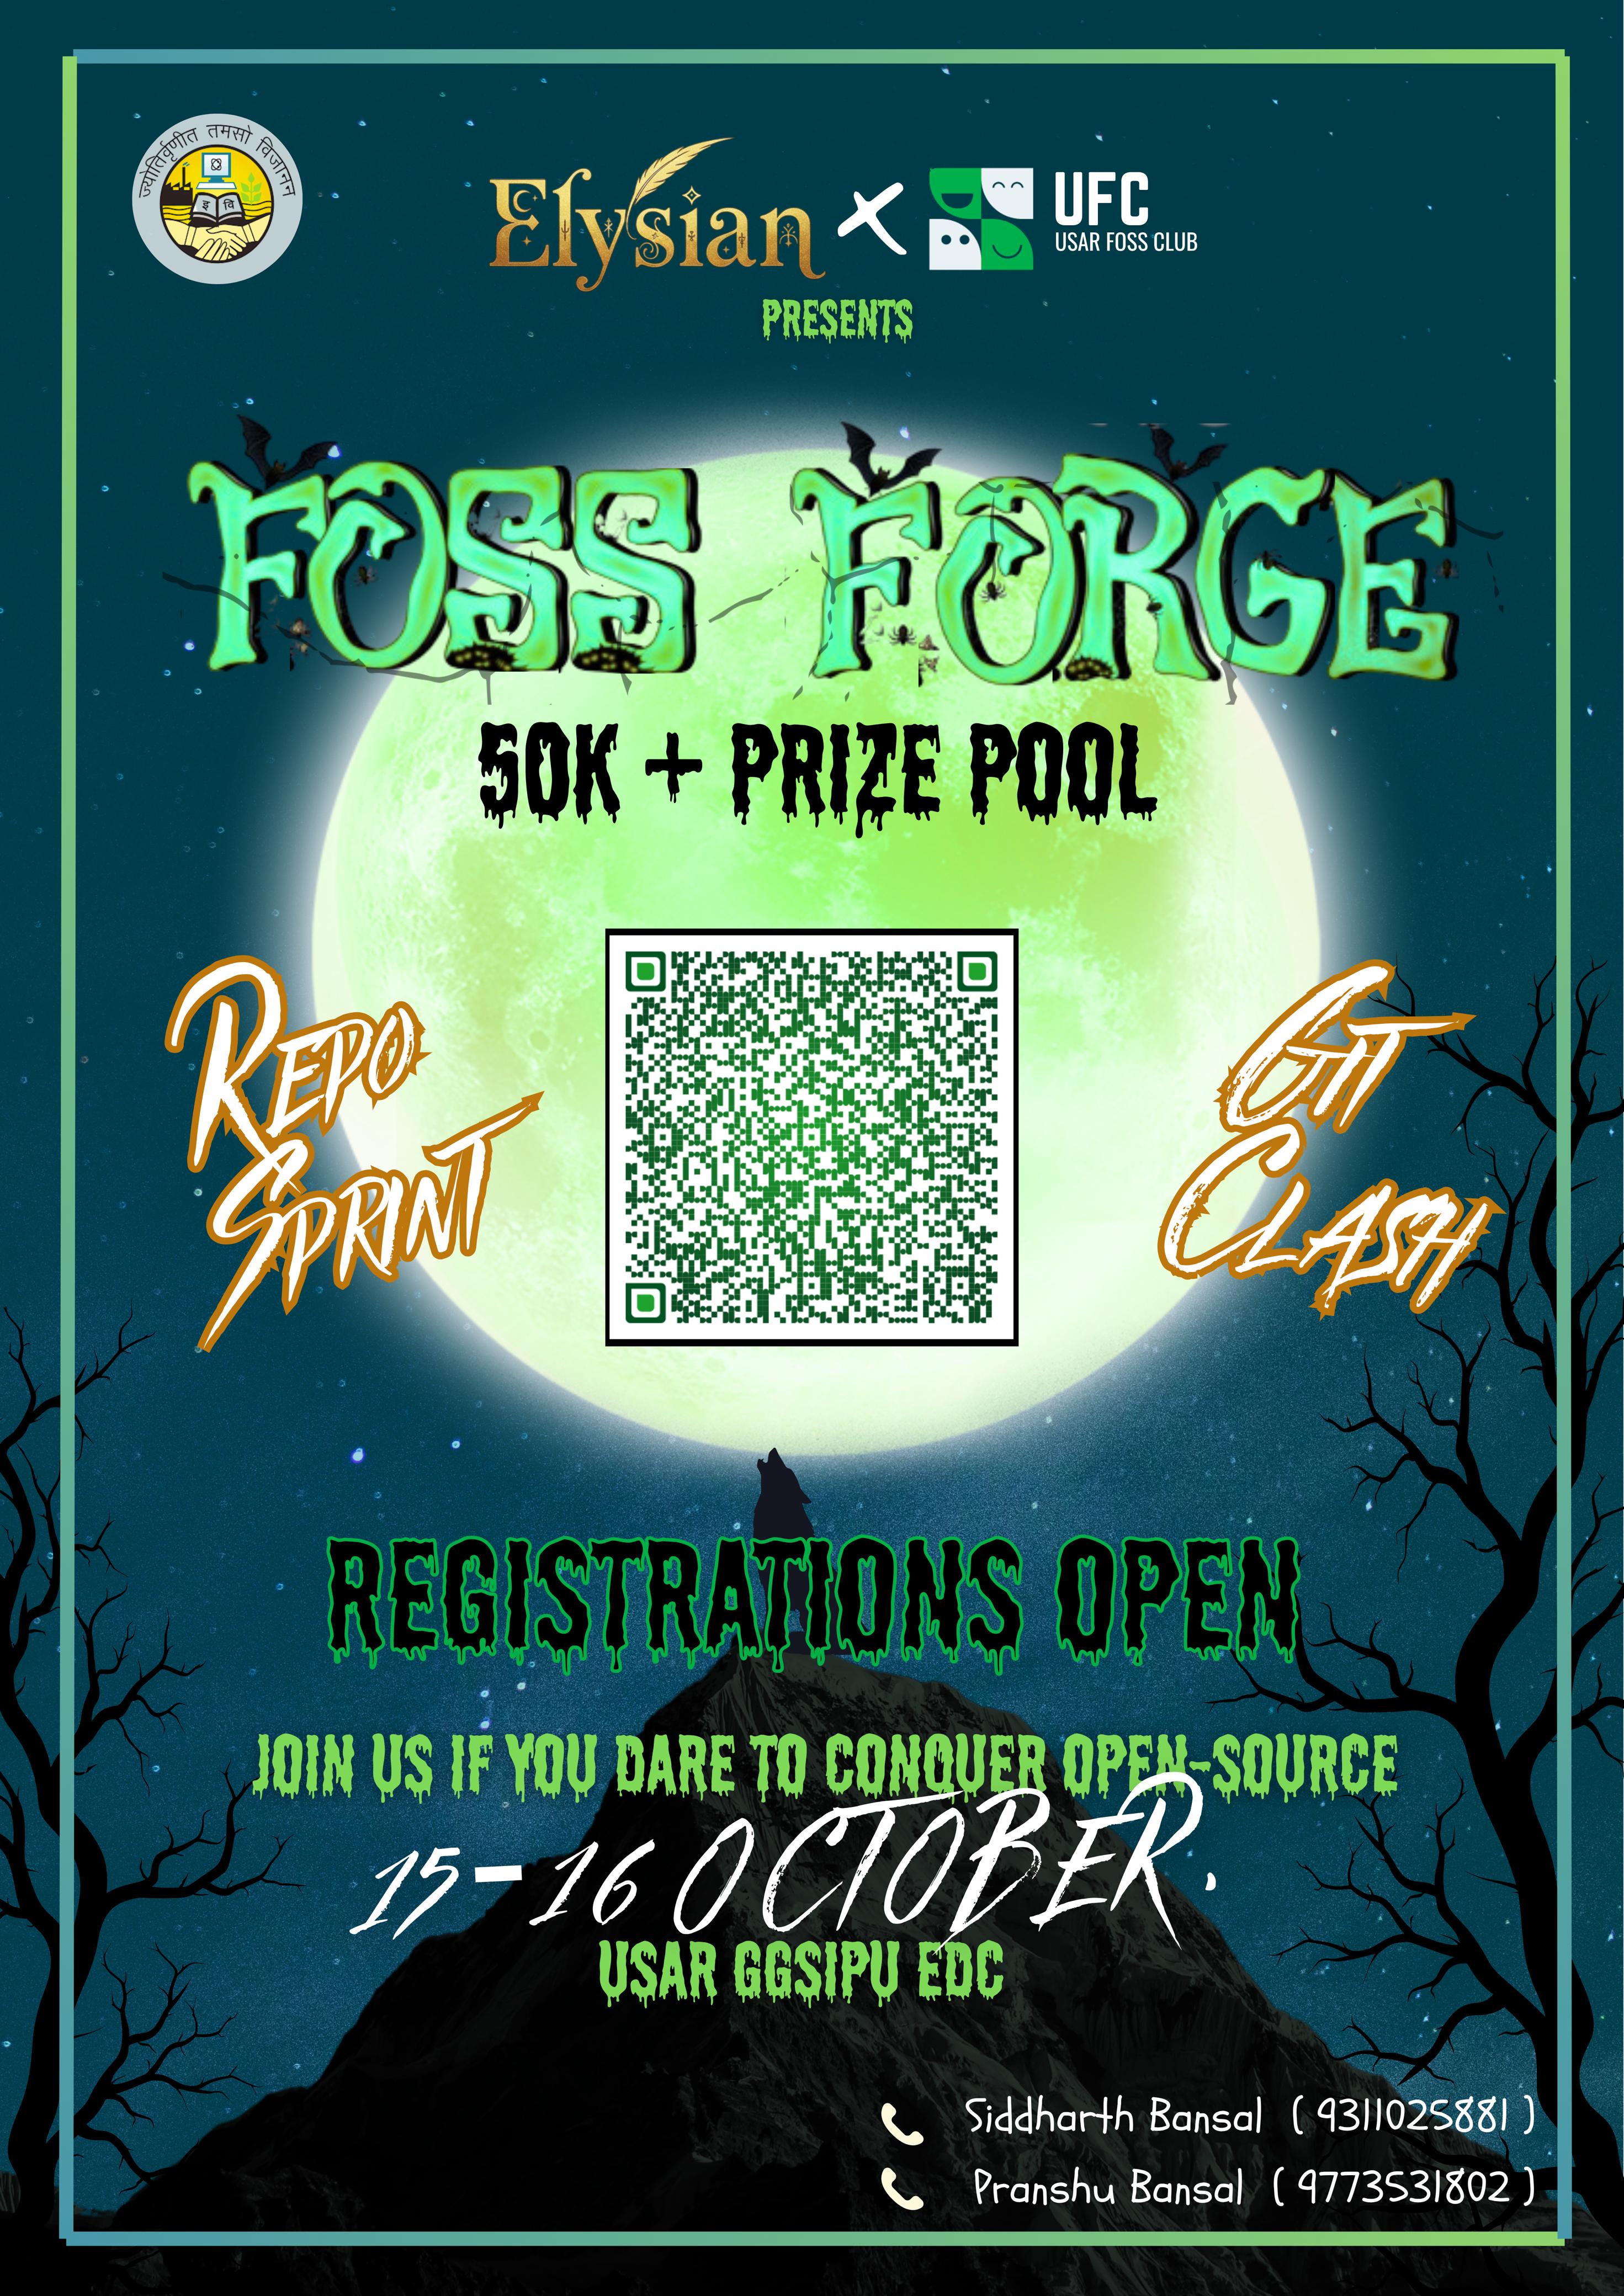 ज्योतिर्वृणीत तमसो विजानन
इ वि
Elysian X UFC
USAR FOSS CLUB
PRESENTS
FOSS FORGE
50K + PRIZE POOL
REPO
SPRINT
GIT
CLASH
REGISTRATIONS OPEN
JOIN US IF YOU DARE TO CONQUER OPEN-SOURCE
15-16 OCTOBER.
USAR GGSIPU EDC
Siddharth Bansal ( 9311025881 )
Pranshu Bansal ( 9773531802 )